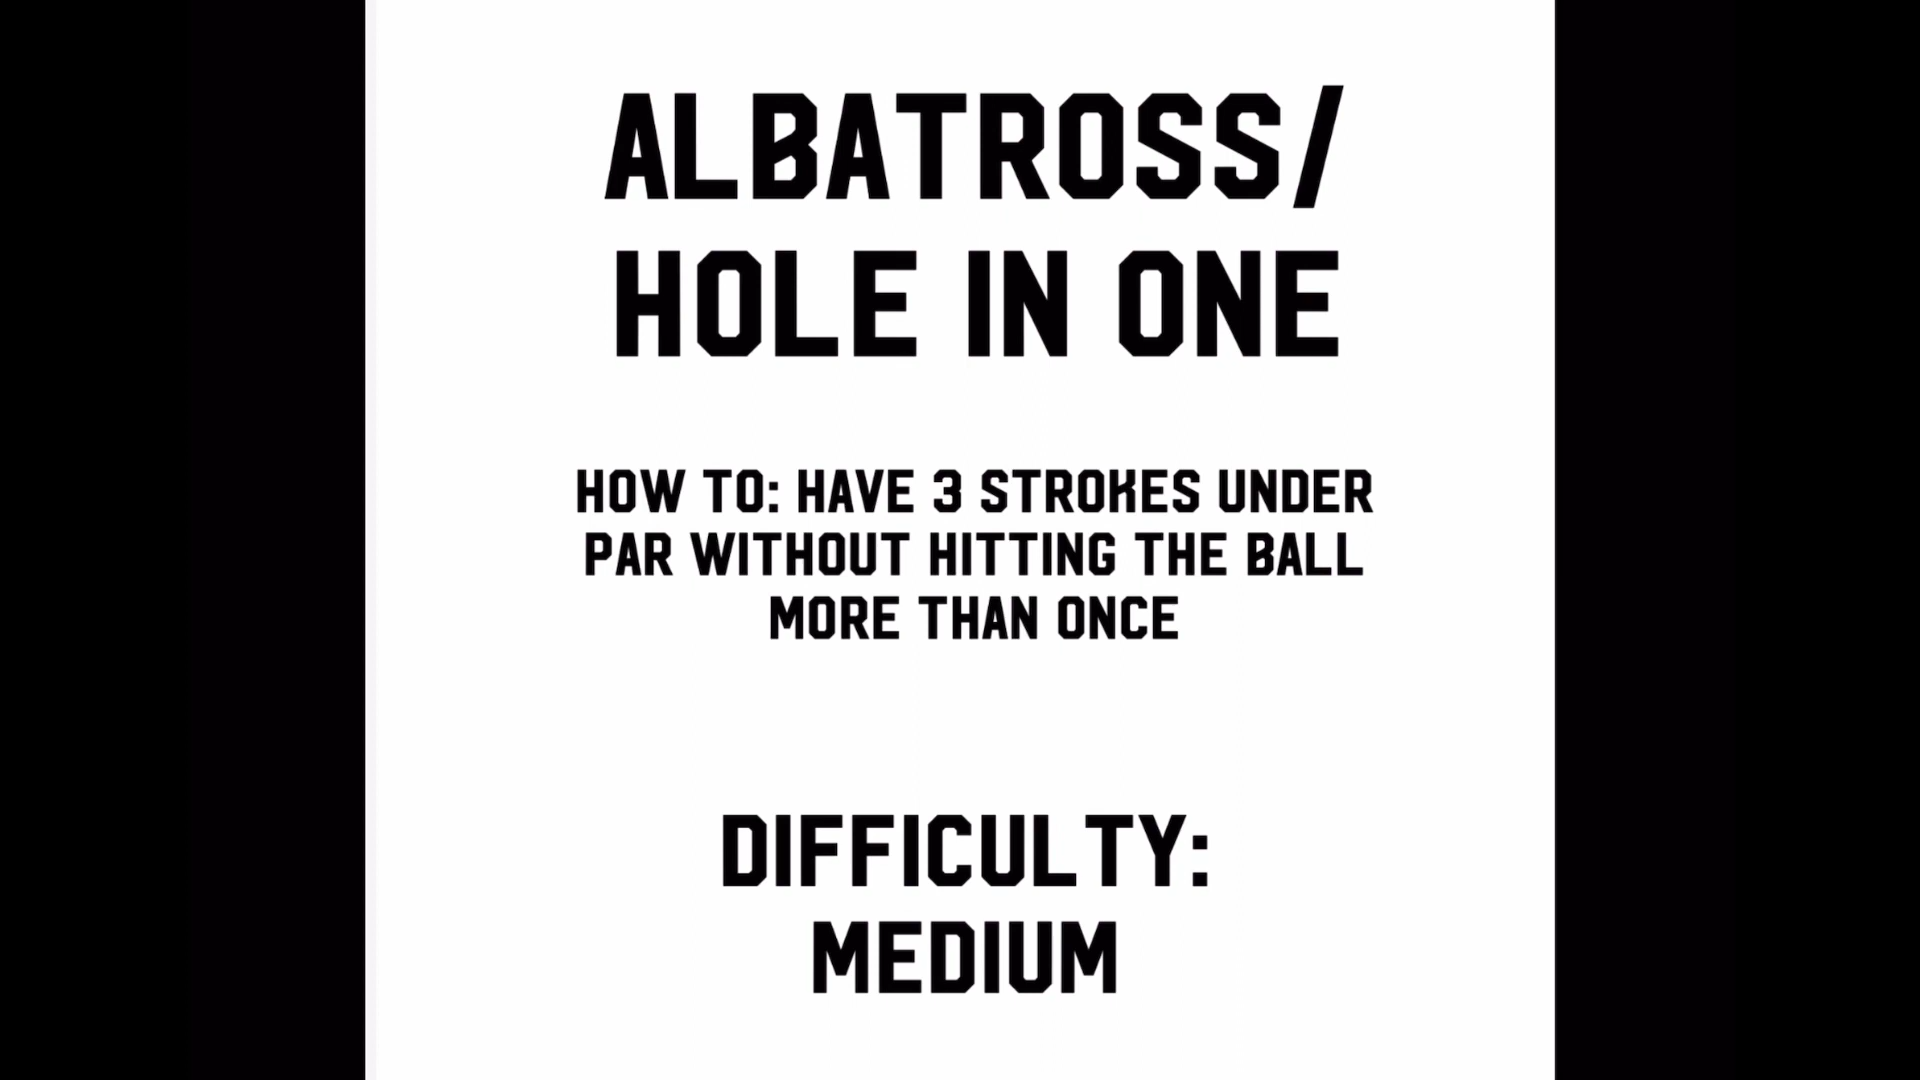 ALBATROSS/
HOLE IN ONE
HOW TO: HAVE 3 STROKES UNDER
PAR WITHOUT HITTING THE BALL
MORE THAN ONCE
DIFFICULTY:
MEDIUM